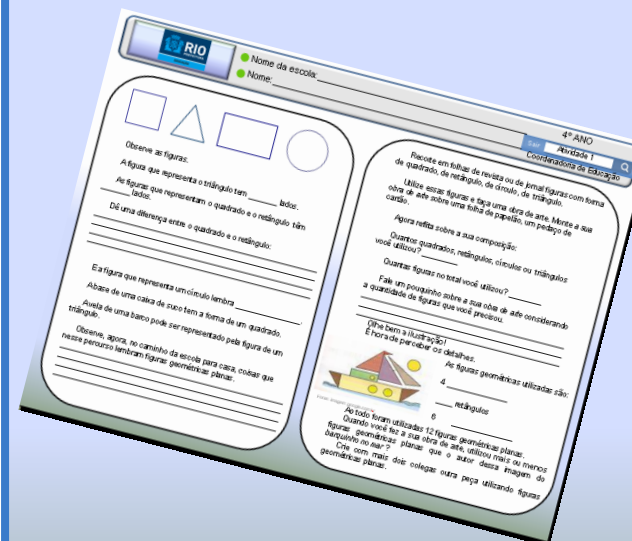 RIO
Nome da escola:
Nome:
4º ANO
Sair
Atividade 1
Coordenadoria de Educação
Observe as figuras.
A figura que representa o triângulo tem ______ lados.
As figuras que representam o quadrado e o retângulo têm
______ lados.
Dê uma diferença entre o quadrado e o retângulo:
E a figura que representa um círculo lembra ______________.
A base de uma caixa de suco tem a forma de um quadrado.
A vela de uma barco pode ser representado pela figura de um
triângulo.
Observe, agora, no caminho da escola para casa, coisas que
nesse percurso lembram figuras geométricas planas.
Recorte em folhas de revista ou de jornal figuras com forma
de quadrado, de retângulo, de círculo, de triângulo.
Utilize essas figuras e faça uma obra de arte. Monte a sua
obra de arte sobre uma folha de papelão, um pedaço de
cartão.
Agora reflita sobre a sua composição:
Quantos quadrados, retângulos, círculos ou triângulos
você utilizou? ________
Quantas figuras no total você utilizou? _______
Fale um pouquinho sobre a sua obra de arte considerando
a quantidade de figuras que você precisou.
Olhe bem a ilustração!
É hora de perceber os detalhes.
As figuras geométricas utilizadas são:
4 ____________
____ retângulos
6 ____________
Ao todo foram utilizadas 12 figuras geométricas planas.
Quando você fez a sua obra de arte, utilizou mais ou menos
figuras geométricas planas que o autor dessa imagem do
barquinho no mar?
Crie com mais dois colegas outra peça utilizando figuras
geométricas planas.